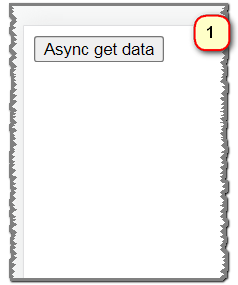 1
Async get data